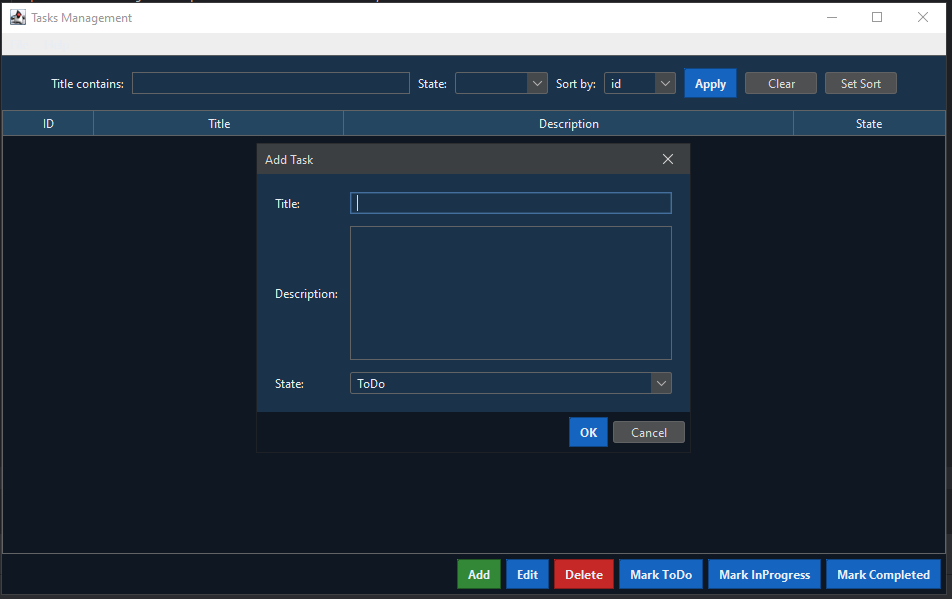 Tasks Management
Title contains: State: Sort by: id Apply Clear Set Sort
ID Title Description State
Add Task
Title:
Description:
State: ToDo
OK Cancel
Add Edit Delete Mark ToDo Mark InProgress Mark Completed